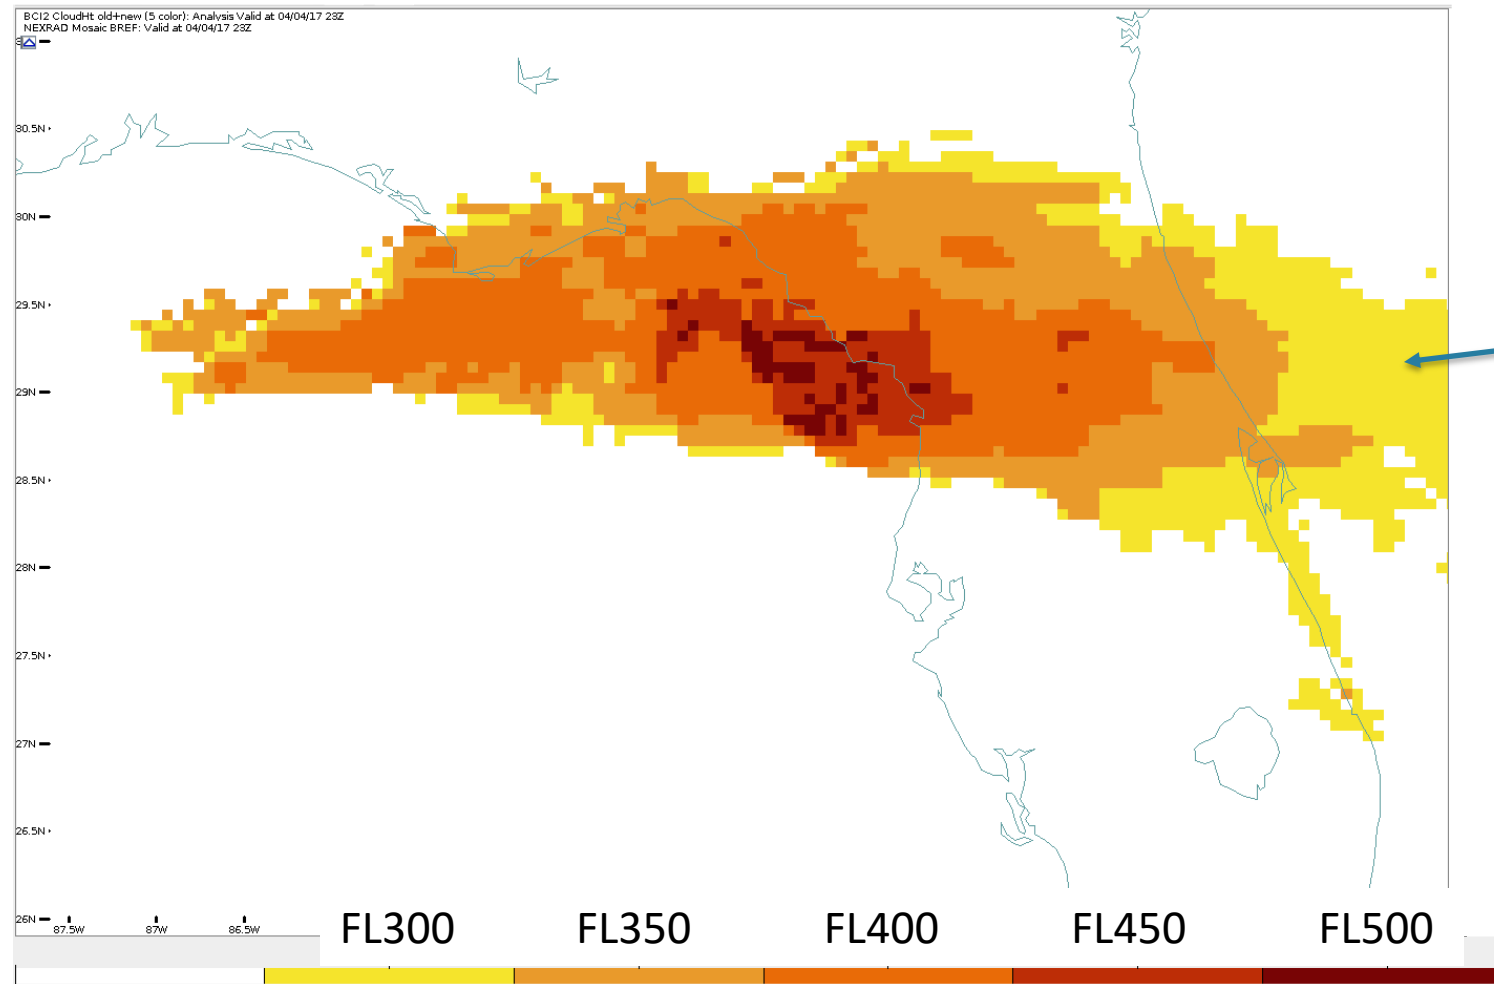 BCI2 CloudHt old+new (5 color): Analysis Valid at 04/04/17 23Z
NEXRAD Mosaic BREF: Valid at 04/04/17 23Z
30.5N
30N
29.5N
29N
28.5N
28N
27.5N
27N
26.5N
26N
87.5W 87W 86.5W
FL300 FL350 FL400 FL450 FL500